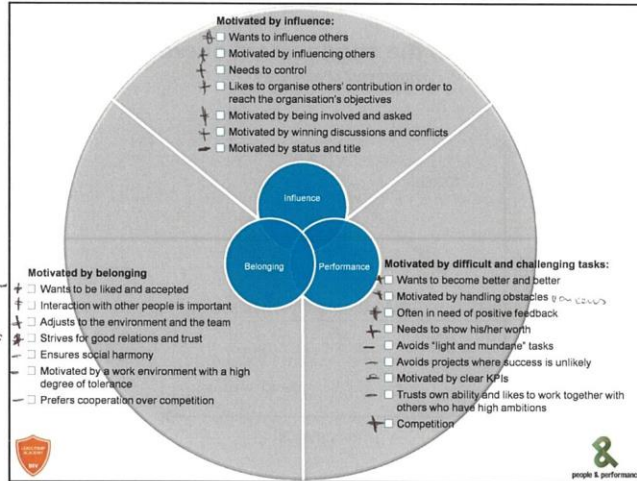 Motivated by influence:
Wants to influence others
Motivated by influencing others
Needs to control
Likes to organise others' contribution in order to
reach the organisation's objectives
Motivated by being involved and asked
Motivated by winning discussions and conflicts
Motivated by status and title
Influence
Belonging
Performance
Motivated by belonging
Wants to be liked and accepted
Interaction with other people is important
Adjusts to the environment and the team
Strives for good relations and trust
Ensures social harmony
Motivated by a work environment with a high
degree of tolerance
Prefers cooperation over competition
Motivated by difficult and challenging tasks:
Wants to become better and better
Motivated by handling obstacles
Often in need of positive feedback
Needs to show his/her worth
Avoids "light and mundane" tasks
Avoids projects where success is unlikely
Motivated by clear KPIs
Trusts own ability and likes to work together with
others who have high ambitions
Competition
&
people & performance